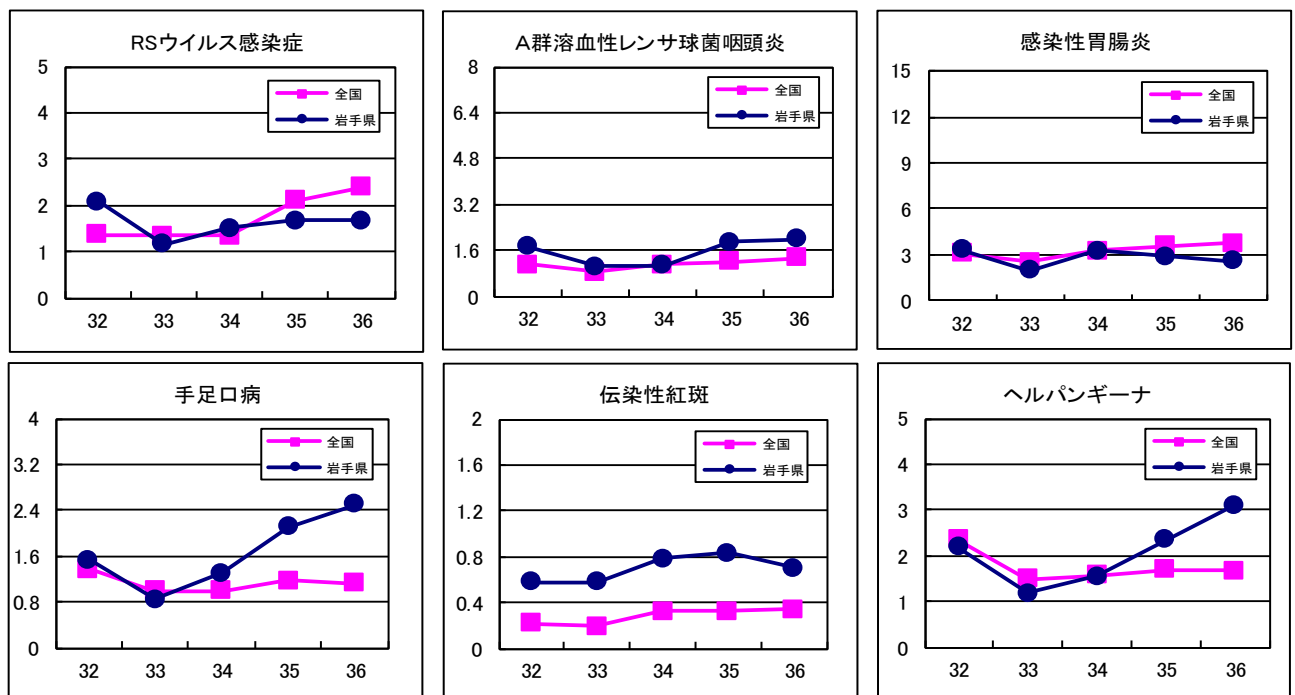 RSウイルス感染症
5
4
3
2
1
0
全国
岩手県
32 33 34 35 36
A群溶血性レンサ球菌咽頭炎
8
6.4
4.8
3.2
1.6
0
全国
岩手県
32 33 34 35 36
感染性胃腸炎
15
12
9
6
3
0
全国
岩手県
32 33 34 35 36
手足口病
4
3.2
2.4
1.6
0.8
0
全国
岩手県
32 33 34 35 36
伝染性紅斑
2
1.6
1.2
0.8
0.4
0
全国
岩手県
32 33 34 35 36
ヘルパンギーナ
5
4
3
2
1
0
全国
岩手県
32 33 34 35 36